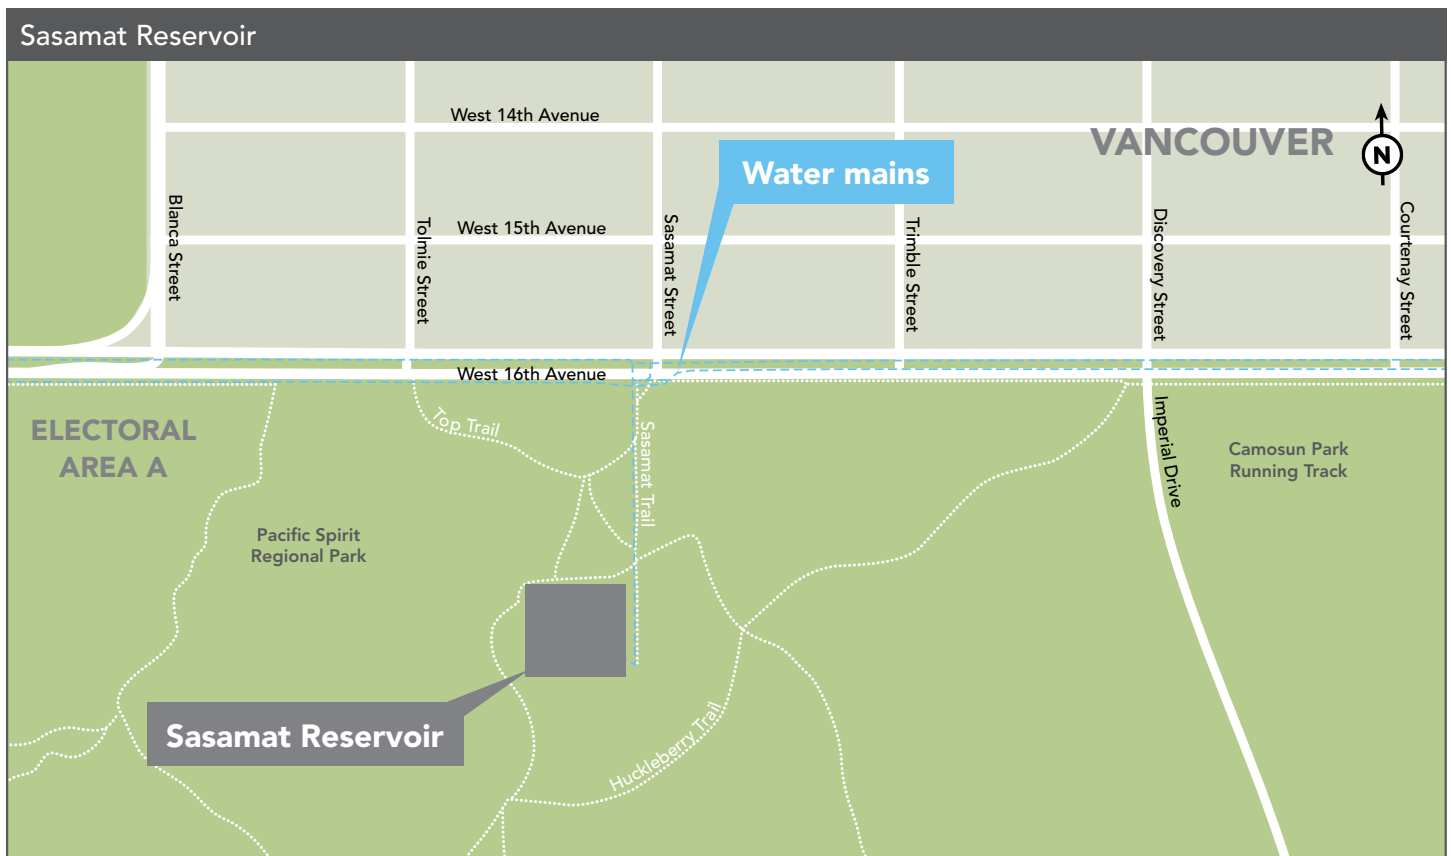 Sasamat Reservoir
West 14th Avenue
VANCOUVER
N
Water mains
Blanca Street
Tolmie Street
West 15th Avenue
Sasamat Street
Trimble Street
Discovery Street
Courtenay Street
West 16th Avenue
ELECTORAL
AREA A
Top Trail
Sasamat Trail
Imperial Drive
Camosun Park
Running Track
Pacific Spirit
Regional Park
Sasamat Reservoir
Huckleberry Trail